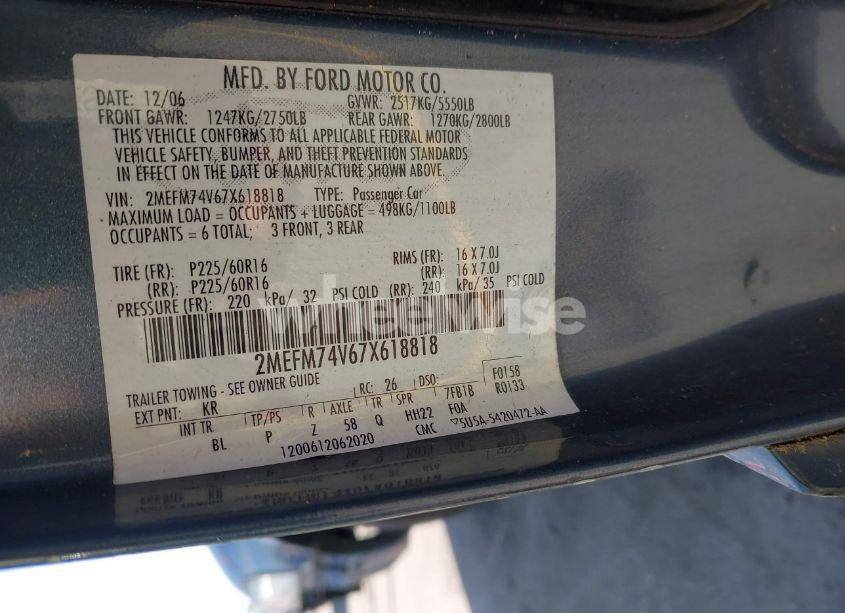 MFD. BY FORD MOTOR CO.
DATE: 12/06 GVWR: 2517KG/5550LB
FRONT GAWR: 1247KG/2750LB REAR GAWR: 1270KG/2800LB
THIS VEHICLE CONFORMS TO ALL APPLICABLE FEDERAL MOTOR
VEHICLE SAFETY, BUMPER, AND THEFT PREVENTION STANDARDS
IN EFFECT ON THE DATE OF MANUFACTURE SHOWN ABOVE.
VIN: 2MEFM74V67X618818 TYPE: Passenger Car
MAXIMUM LOAD = OCCUPANTS + LUGGAGE = 498KG/1100LB
OCCUPANTS = 6 TOTAL; 3 FRONT, 3 REAR
TIRE (FR): P225/60R16 RIMS (FR): 16 X 7.0J
(RR): P225/60R16 (RR): 16 X 7.0J
PRESSURE (FR): 220 kPa/ 32 PSI COLD (RR): 240 kPa/ 35 PSI COLD
wheelwise
2MEFM74V67X618818
TRAILER TOWING - SEE OWNER GUIDE RC: 26 DSO: F0158
EXT PNT: KR R0133
INT TR TP/PS R AXLE TR SPR 7FB1B
BL P Z 58 Q HH22 FOA
1200612062020 CMC ▽5U5A-5420472-AA